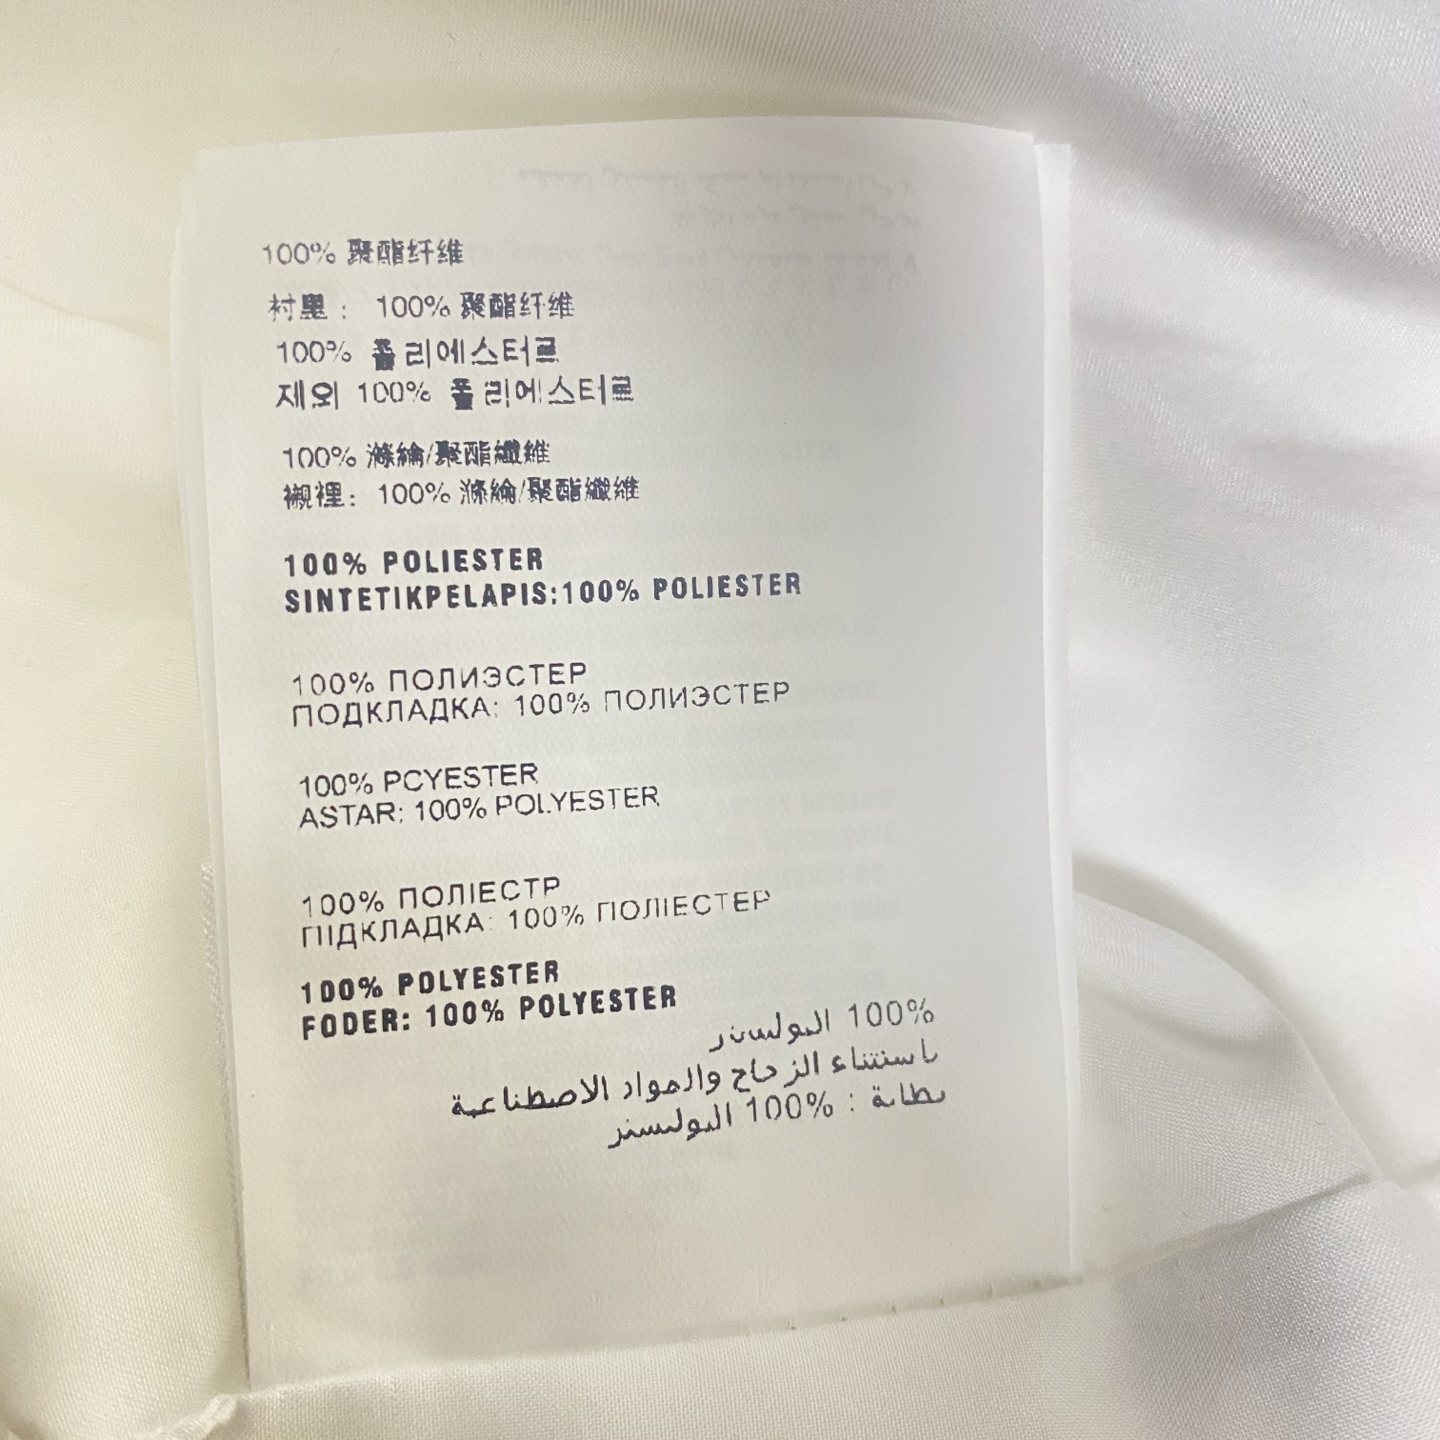 100% 聚酯纤维
衬里： 100% 聚酯纤维
100% 폴리에스터르
제외 100% 폴리에스터르
100% 滌綸/聚酯纖維
襯裡： 100% 滌綸/聚酯纖維
100% POLIESTER
SINTETIKPELAPIS:100% POLIESTER
100% ПОЛИЭСТЕР
ПОДКЛАДКА: 100% ПОЛИЭСТЕР
100% PCYESTER
ASTAR: 100% POLYESTER
100% ПОЛІЕСТР
ПІДКЛАДКА: 100% ПОЛІЕСТЕР
100% POLYESTER
FODER: 100% POLYESTER
100% البوليستر
باستثناء الزجاج والمواد الاصطناعية
بطانة : 100% البوليستر